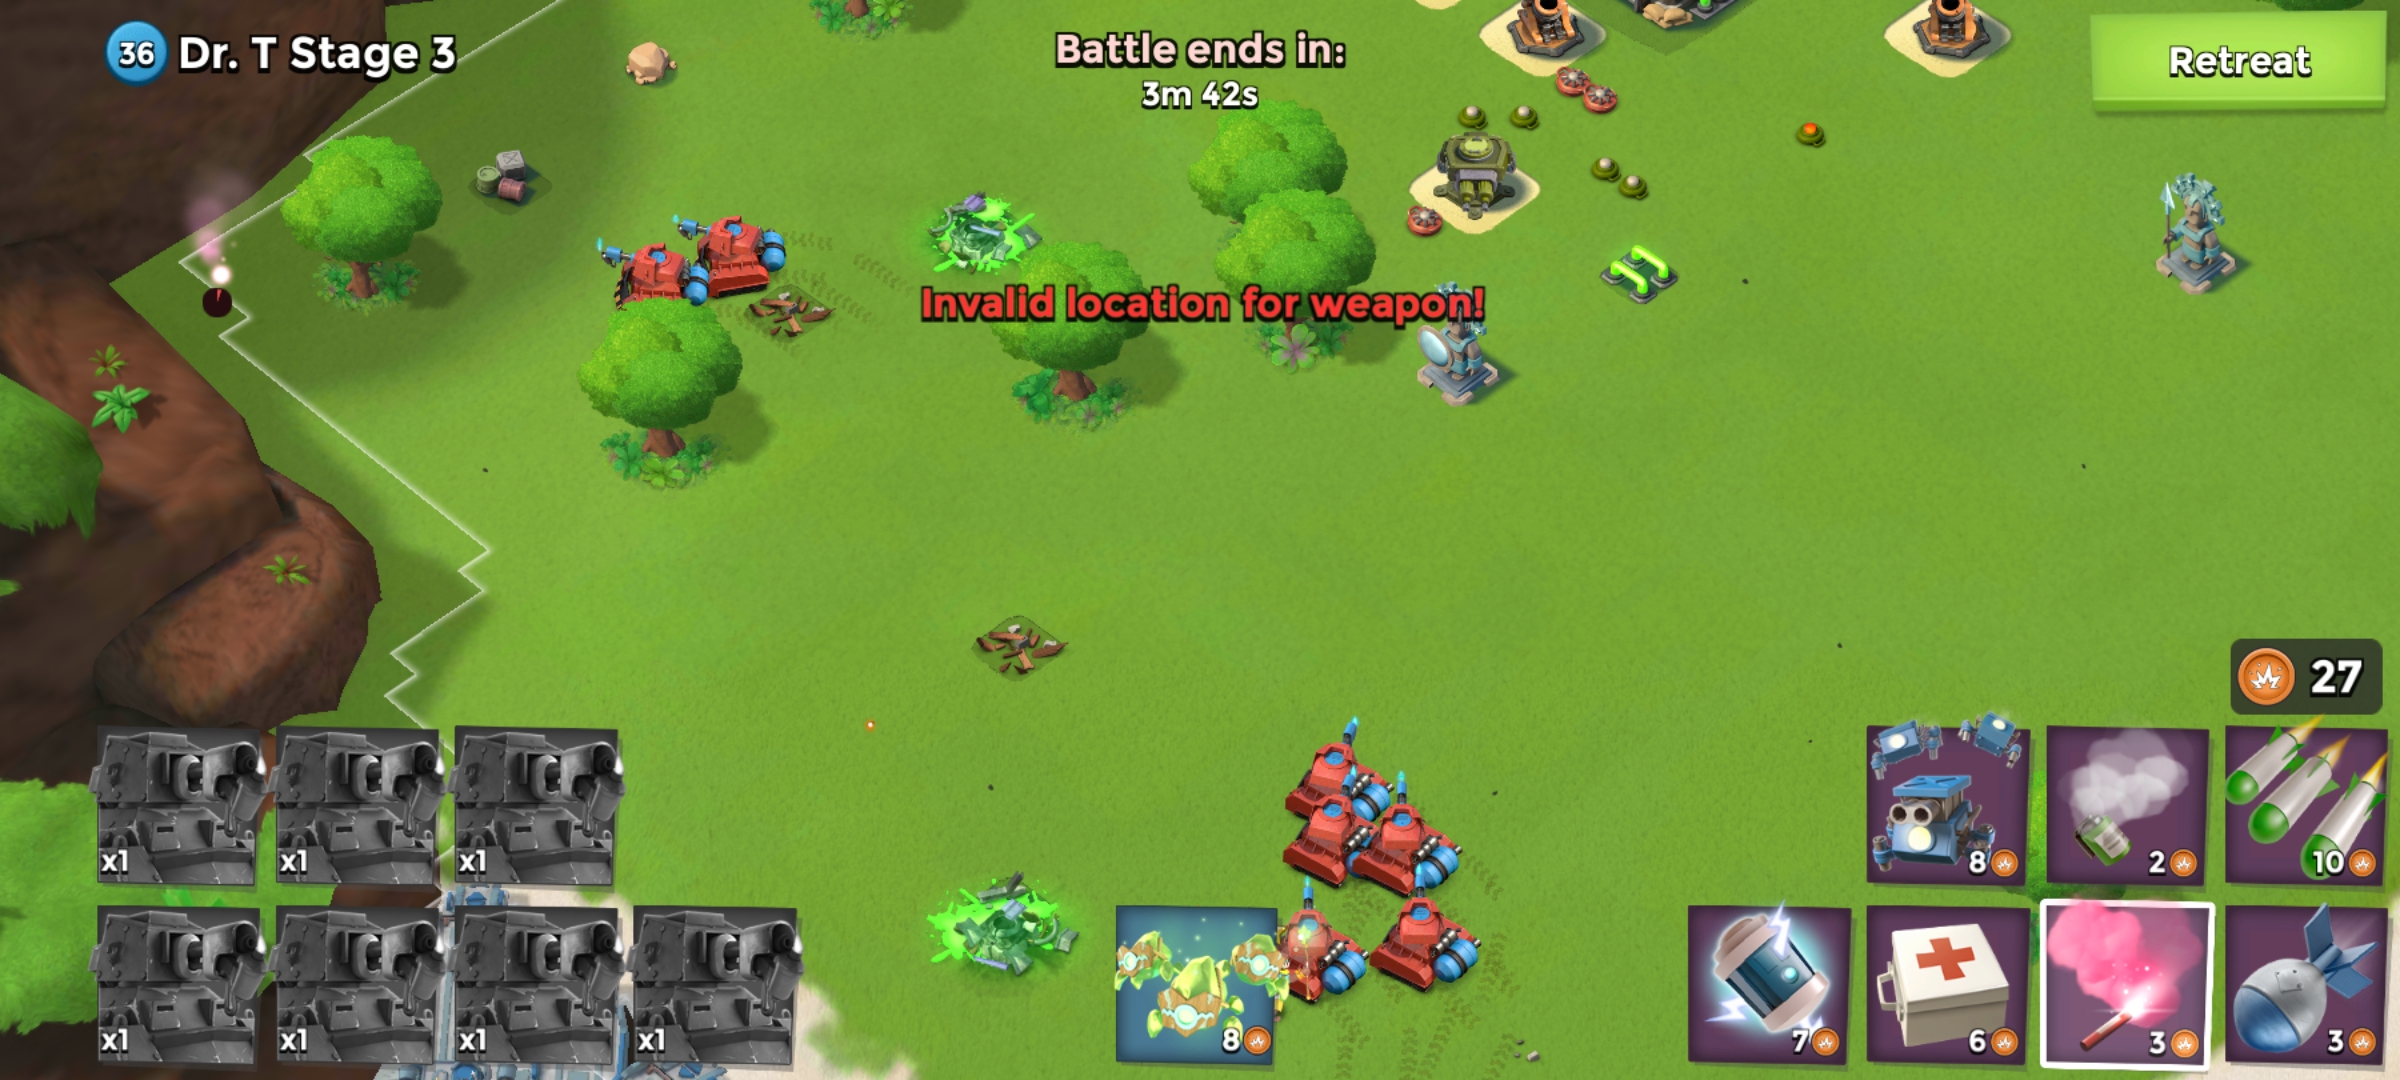 36 Dr. T Stage 3
Battle ends in:
3m 42s
Retreat
Invalid location for weapon!
27
x1 x1 x1
8 2 10
x1 x1 x1 x1
8 7 6 3 3